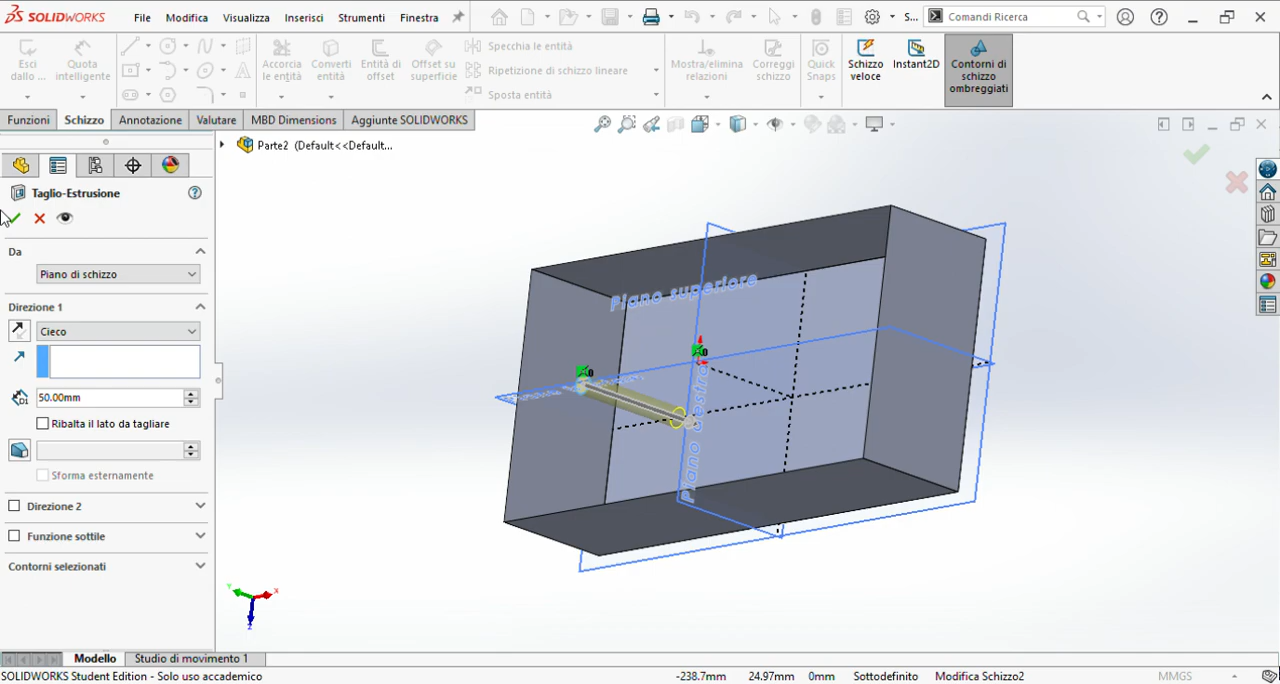 SOLIDWORKS File Modifica Visualizza Inserisci Strumenti Finestra S... Comandi Ricerca
Esci dallo ...
Quota intelligente
Accorcia le entità
Converti entità
Entità di offset
Offset su superficie
Specchia le entità
Ripetizione di schizzo lineare
Sposta entità
Mostra/elimina relazioni
Correggi schizzo
Quick Snaps
Schizzo veloce
Instant2D
Contorni di schizzo ombreggiati
Funzioni Schizzo Annotazione Valutare MBD Dimensions Aggiunte SOLIDWORKS
Parte2 (Default<<Default...
Taglio-Estrusione
Da
Piano di schizzo
Direzione 1
Cieco
50.00mm
Ribalta il lato da tagliare
Sforma esternamente
Direzione 2
Funzione sottile
Contorni selezionati
Piano superiore
Piano destro
Modello Studio di movimento 1
SOLIDWORKS Student Edition - Solo uso accademico -238.7mm 24.97mm 0mm Sottodefinito Modifica Schizzo2 MMGS